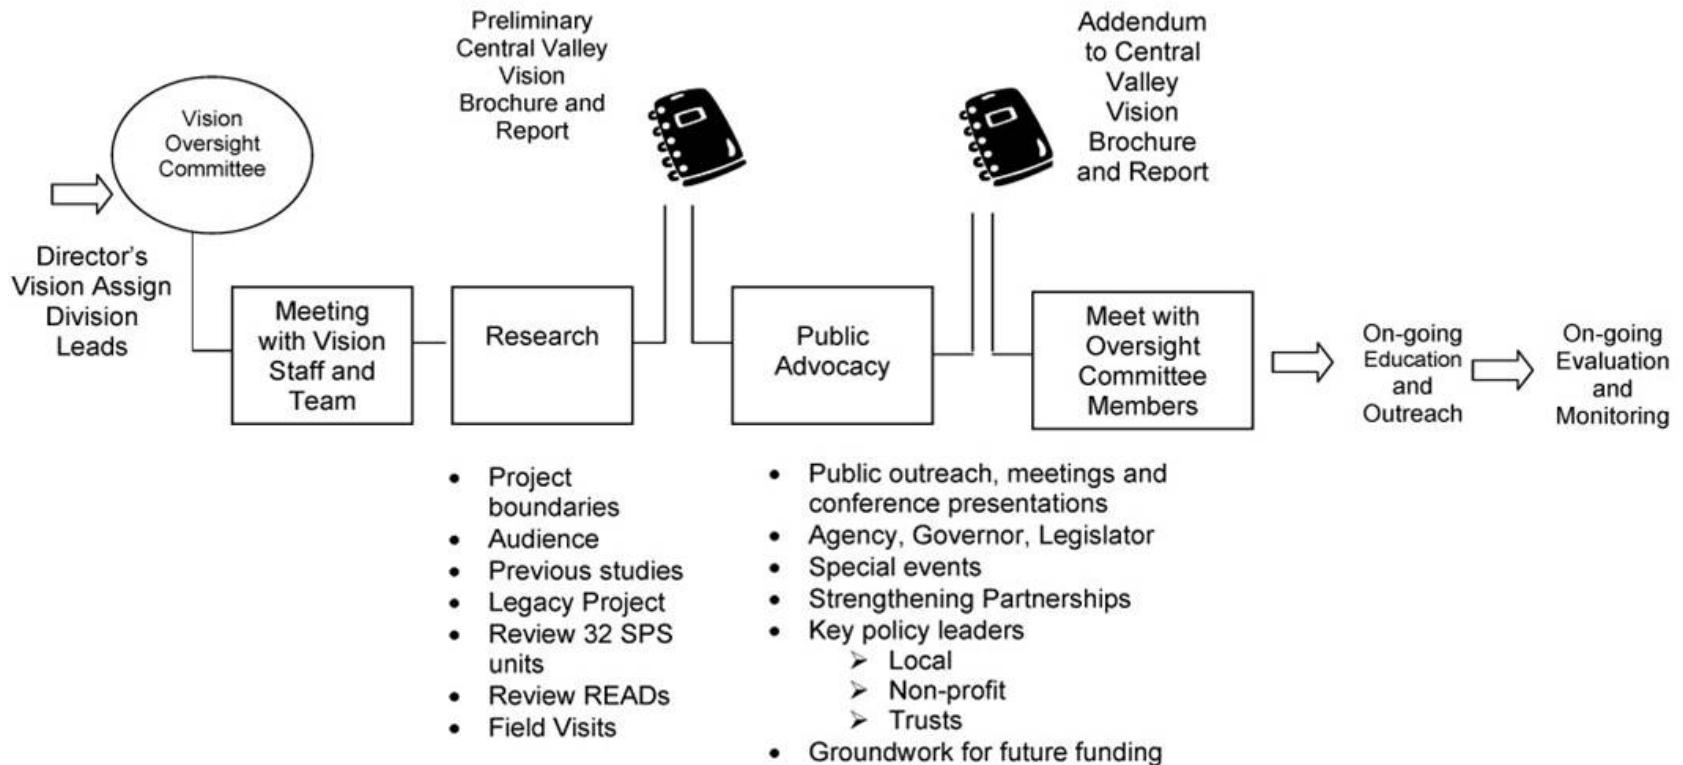 Preliminary
Central Valley
Vision
Brochure and
Report
Addendum
to Central
Valley
Vision
Brochure
and Report
Vision
Oversight
Committee
Director’s
Vision Assign
Division
Leads
Meeting
with Vision
Staff and
Team
Research
Public
Advocacy
Meet with
Oversight
Committee
Members
On-going
Education
and
Outreach
On-going
Evaluation
and
Monitoring
• Project
boundaries
• Audience
• Previous studies
• Legacy Project
• Review 32 SPS
units
• Review READs
• Field Visits
• Public outreach, meetings and
conference presentations
• Agency, Governor, Legislator
• Special events
• Strengthening Partnerships
• Key policy leaders
➢ Local
➢ Non-profit
➢ Trusts
• Groundwork for future funding